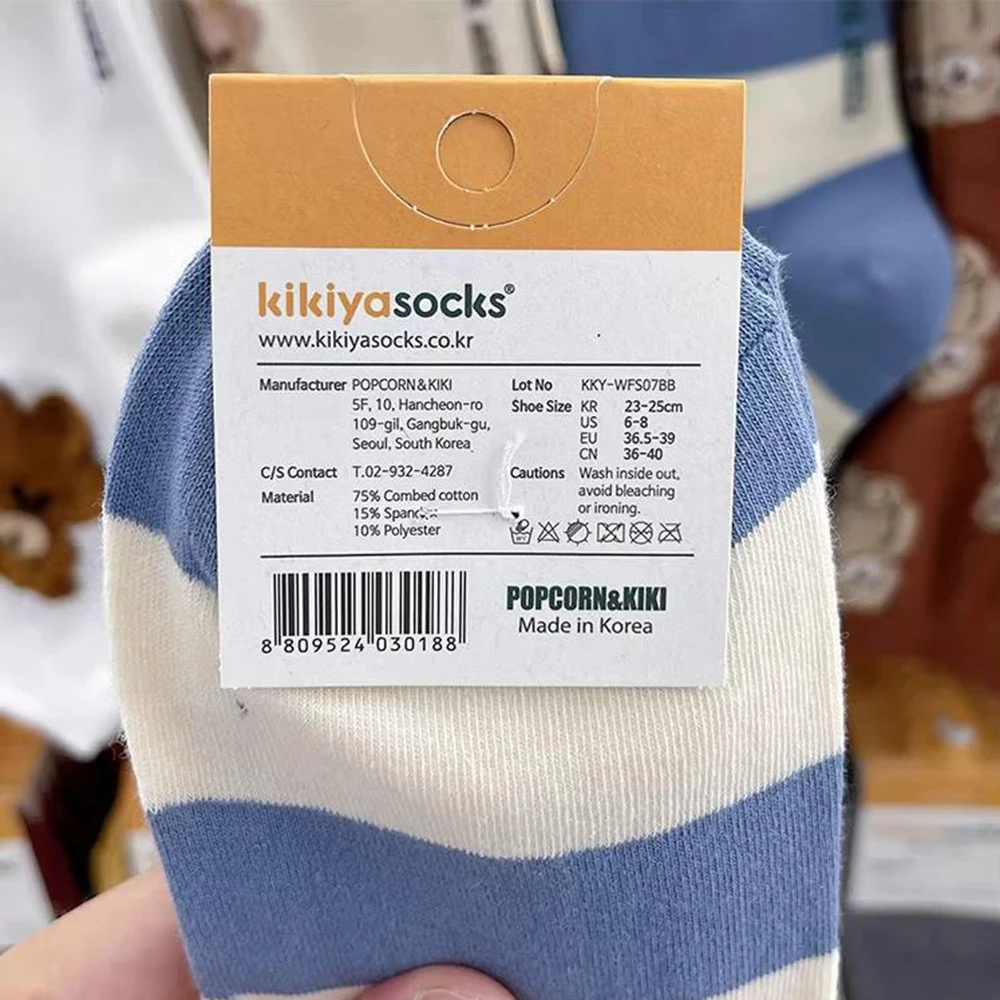 kikiyasocks®
www.kikiyasocks.co.kr
Manufacturer POPCORN&KIKI
5F, 10, Hancheon-ro
109-gil, Gangbuk-gu,
Seoul, South Korea
C/S Contact T.02-932-4287
Material 75% Combed cotton
15% Spandex
10% Polyester
Lot No KKY-WFS07BB
Shoe Size KR 23-25cm
US 6-8
EU 36.5-39
CN 36-40
Cautions Wash inside out,
avoid bleaching
or ironing.
8 809524 030188
POPCORN&KIKI
Made in Korea